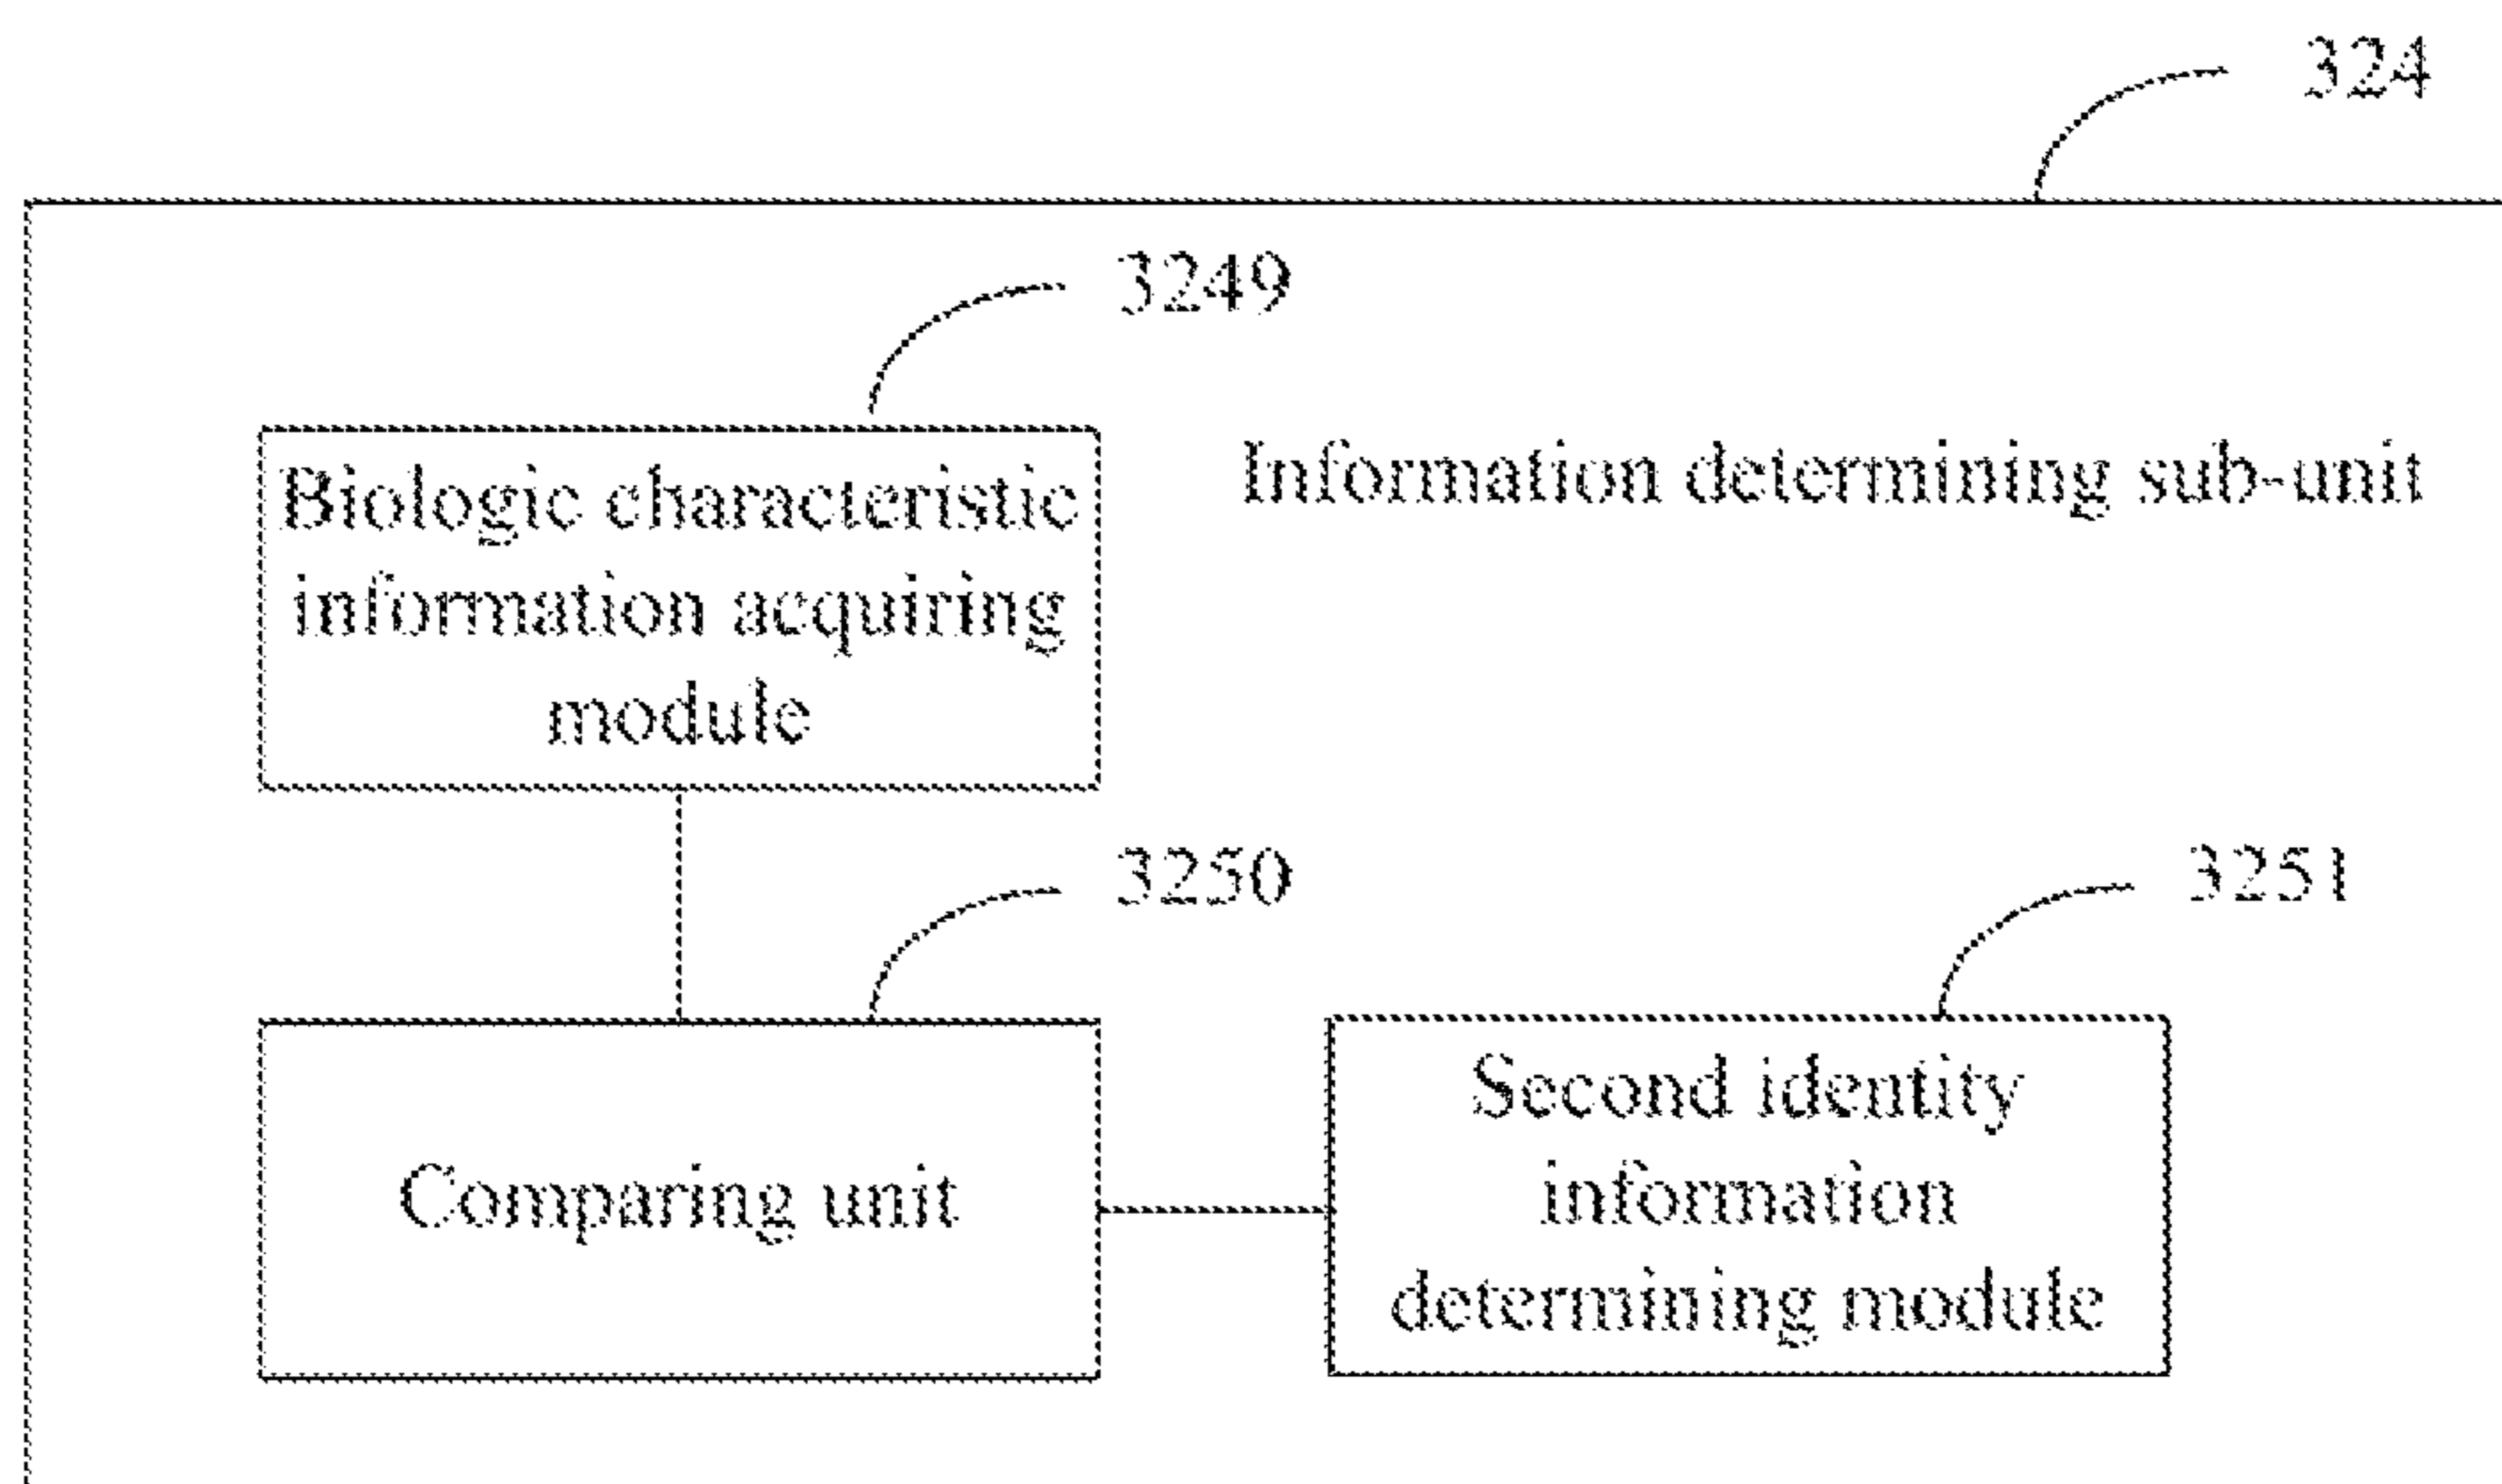 324
3249
Biologic characteristic
information acquiring
module
Information determining sub-unit
3250
3251
Comparing unit
Second identity
information
determining module